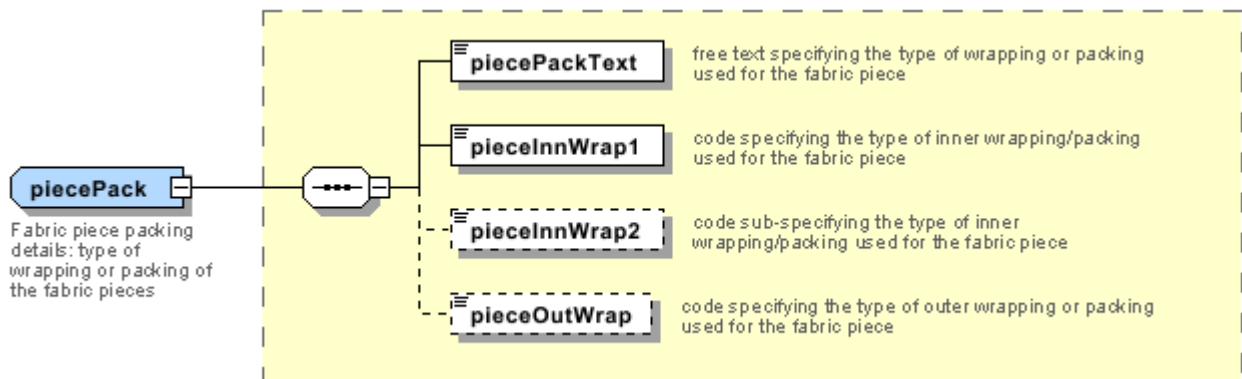 piecePackText
free text specifying the type of wrapping or packing
used for the fabric piece
pieceInnWrap1
code specifying the type of inner wrapping/packing
used for the fabric piece
piecePack
Fabric piece packing
details: type of
wrapping or packing of
the fabric pieces
pieceInnWrap2
code sub-specifying the type of inner
wrapping/packing used for the fabric piece
pieceOutWrap
code specifying the type of outer wrapping or packing
used for the fabric piece